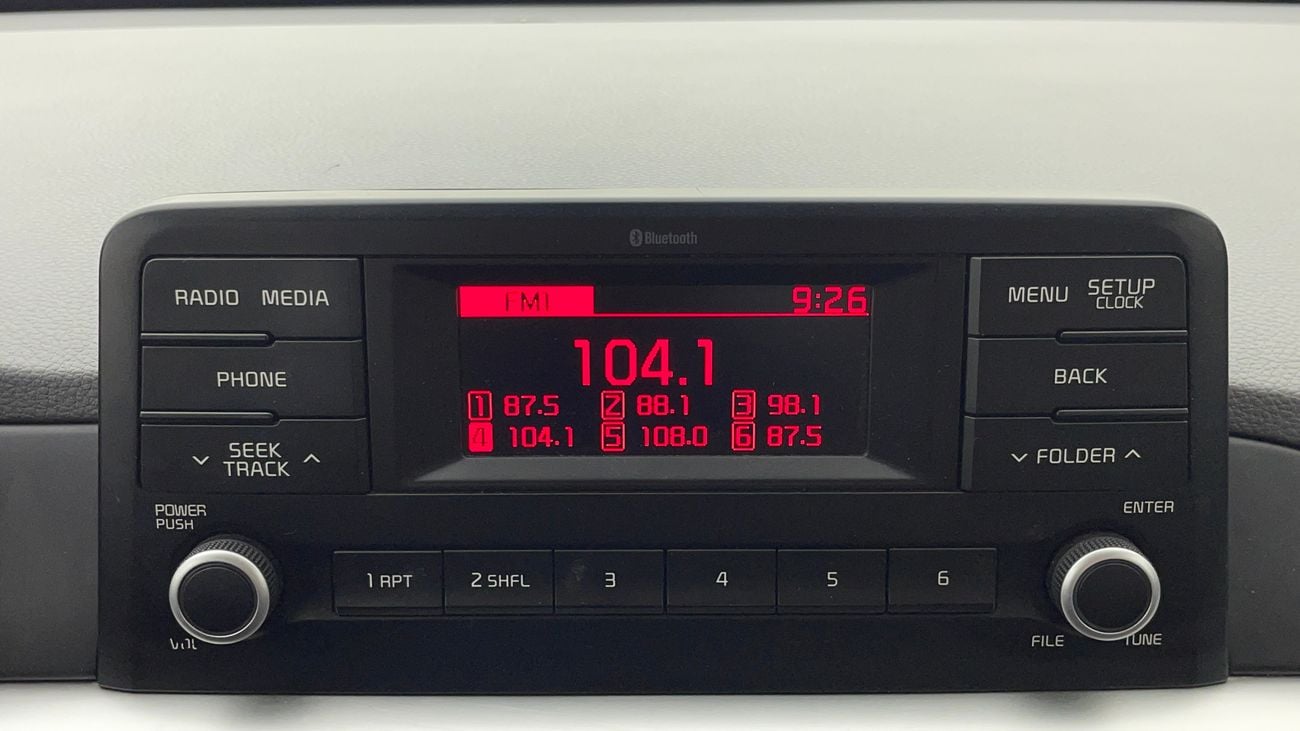 Bluetooth
RADIO MEDIA
PHONE
SEEK
TRACK
POWER
PUSH
VOL
FM1 9:26
104.1
1 87.5 2 88.1 3 98.1
4 104.1 5 108.0 6 87.5
MENU SETUP
CLOCK
BACK
FOLDER
ENTER
1 RPT 2 SHFL 3 4 5 6
FILE TUNE